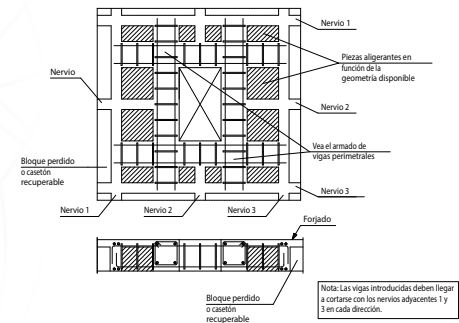 Nervio 1
Nervio
Piezas aligerantes en
función de la
geometría disponible
Nervio 2
Vea el armado de
vigas perimetrales
Bloque perdido
o casetón
recuperable
Nervio 3
Nervio 1
Nervio 2
Nervio 3
Forjado
Bloque perdido
o casetón
recuperable
Nota: Las vigas introducidas deben llegar
a cortarse con los nervios adyacentes 1 y
3 en cada dirección.